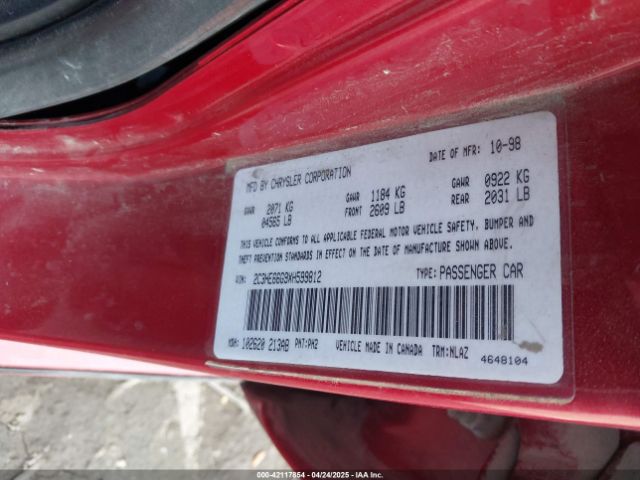 MFD BY CHRYSLER CORPORATION DATE OF MFR: 10-98
GVWR 2071 KG GAWR 1184 KG GAWR 0922 KG
04565 LB FRONT 2609 LB REAR 2031 LB
THIS VEHICLE CONFORMS TO ALL APPLICABLE FEDERAL MOTOR VEHICLE SAFETY, BUMPER AND
THEFT PREVENTION STANDARDS IN EFFECT ON THE DATE OF MANUFACTURE SHOWN ABOVE.
VIN: 2C3HE66G9XH599812 TYPE: PASSENGER CAR
MDH: 102620 213AB PNT: PH2 VEHICLE MADE IN CANADA TRM: NLAZ
4648104
000-42117854 - 04/24/2025 - IAAI.COM